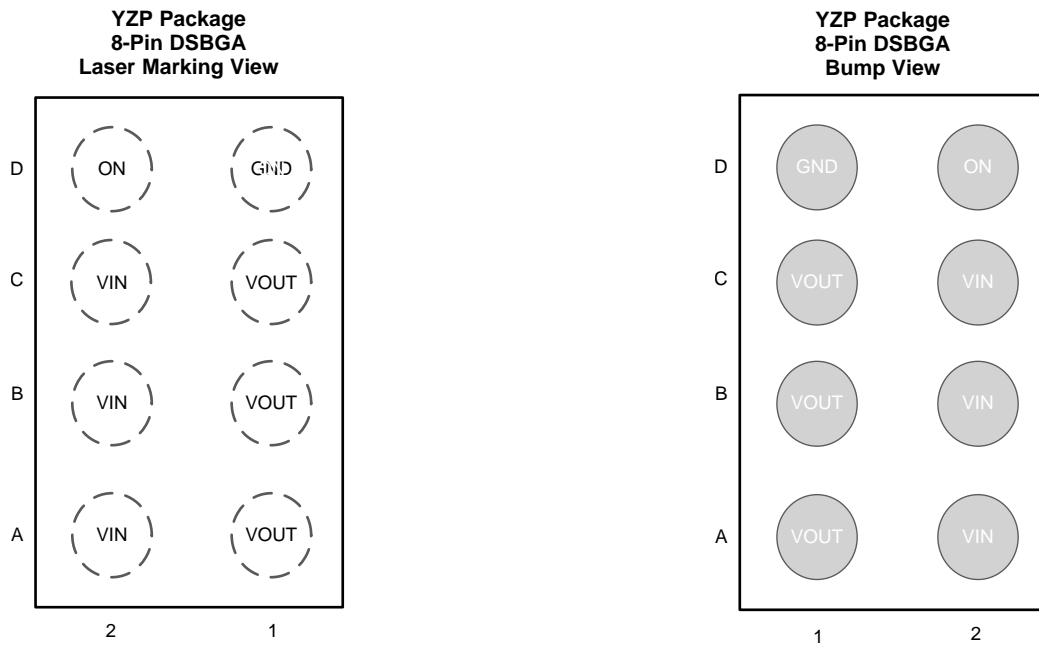 YZP Package
8-Pin DSBGA
Laser Marking View
D ON GND
C VIN VOUT
B VIN VOUT
A VIN VOUT
2 1
YZP Package
8-Pin DSBGA
Bump View
D GND ON
C VOUT VIN
B VOUT VIN
A VOUT VIN
1 2